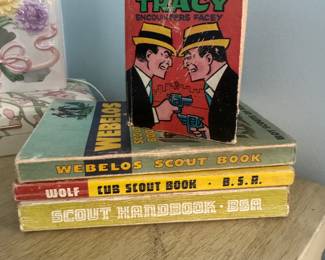 TRACY
ENCOUNTERS FACEY
WEBELOS
WEBELOS SCOUT BOOK
WOLF CUB SCOUT BOOK · B.S.A.
SCOUT HANDBOOK · BSA